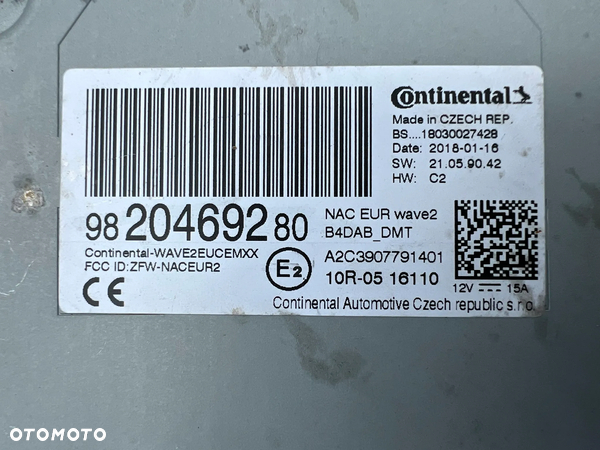 Continental
Made in CZECH REP.
BS....18030027428
Date: 2018-01-16
SW: 21.05.90.42
HW: C2
98 204692 80
NAC EUR wave2
B4DAB_DMT
Continental-WAVE2EUCEMXX
FCC ID:ZFW-NACEUR2
E2
A2C3907791401
10R-05 16110
CE
12V 15A
Continental Automotive Czech republic s.r.o.
OTOMOTO